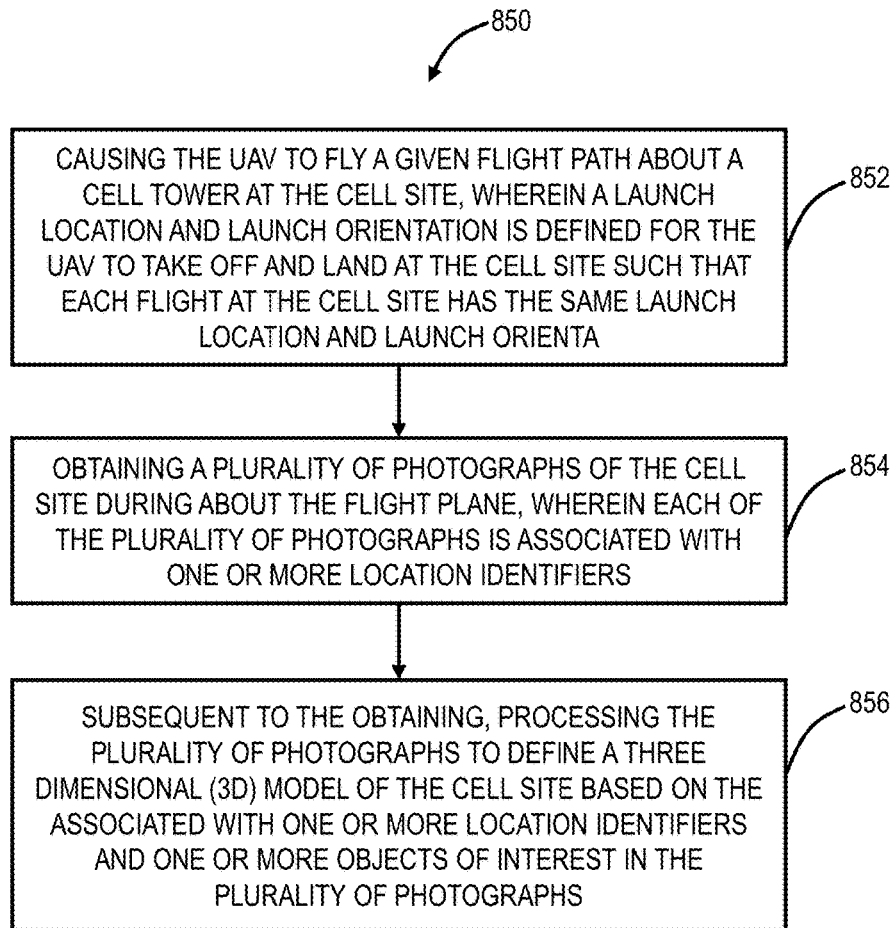 850
CAUSING THE UAV TO FLY A GIVEN FLIGHT PATH ABOUT A
CELL TOWER AT THE CELL SITE, WHEREIN A LAUNCH
LOCATION AND LAUNCH ORIENTATION IS DEFINED FOR THE
UAV TO TAKE OFF AND LAND AT THE CELL SITE SUCH THAT
EACH FLIGHT AT THE CELL SITE HAS THE SAME LAUNCH
LOCATION AND LAUNCH ORIENTA
852
OBTAINING A PLURALITY OF PHOTOGRAPHS OF THE CELL
SITE DURING ABOUT THE FLIGHT PLANE, WHEREIN EACH OF
THE PLURALITY OF PHOTOGRAPHS IS ASSOCIATED WITH
ONE OR MORE LOCATION IDENTIFIERS
854
SUBSEQUENT TO THE OBTAINING, PROCESSING THE
PLURALITY OF PHOTOGRAPHS TO DEFINE A THREE
DIMENSIONAL (3D) MODEL OF THE CELL SITE BASED ON THE
ASSOCIATED WITH ONE OR MORE LOCATION IDENTIFIERS
AND ONE OR MORE OBJECTS OF INTEREST IN THE
PLURALITY OF PHOTOGRAPHS
856